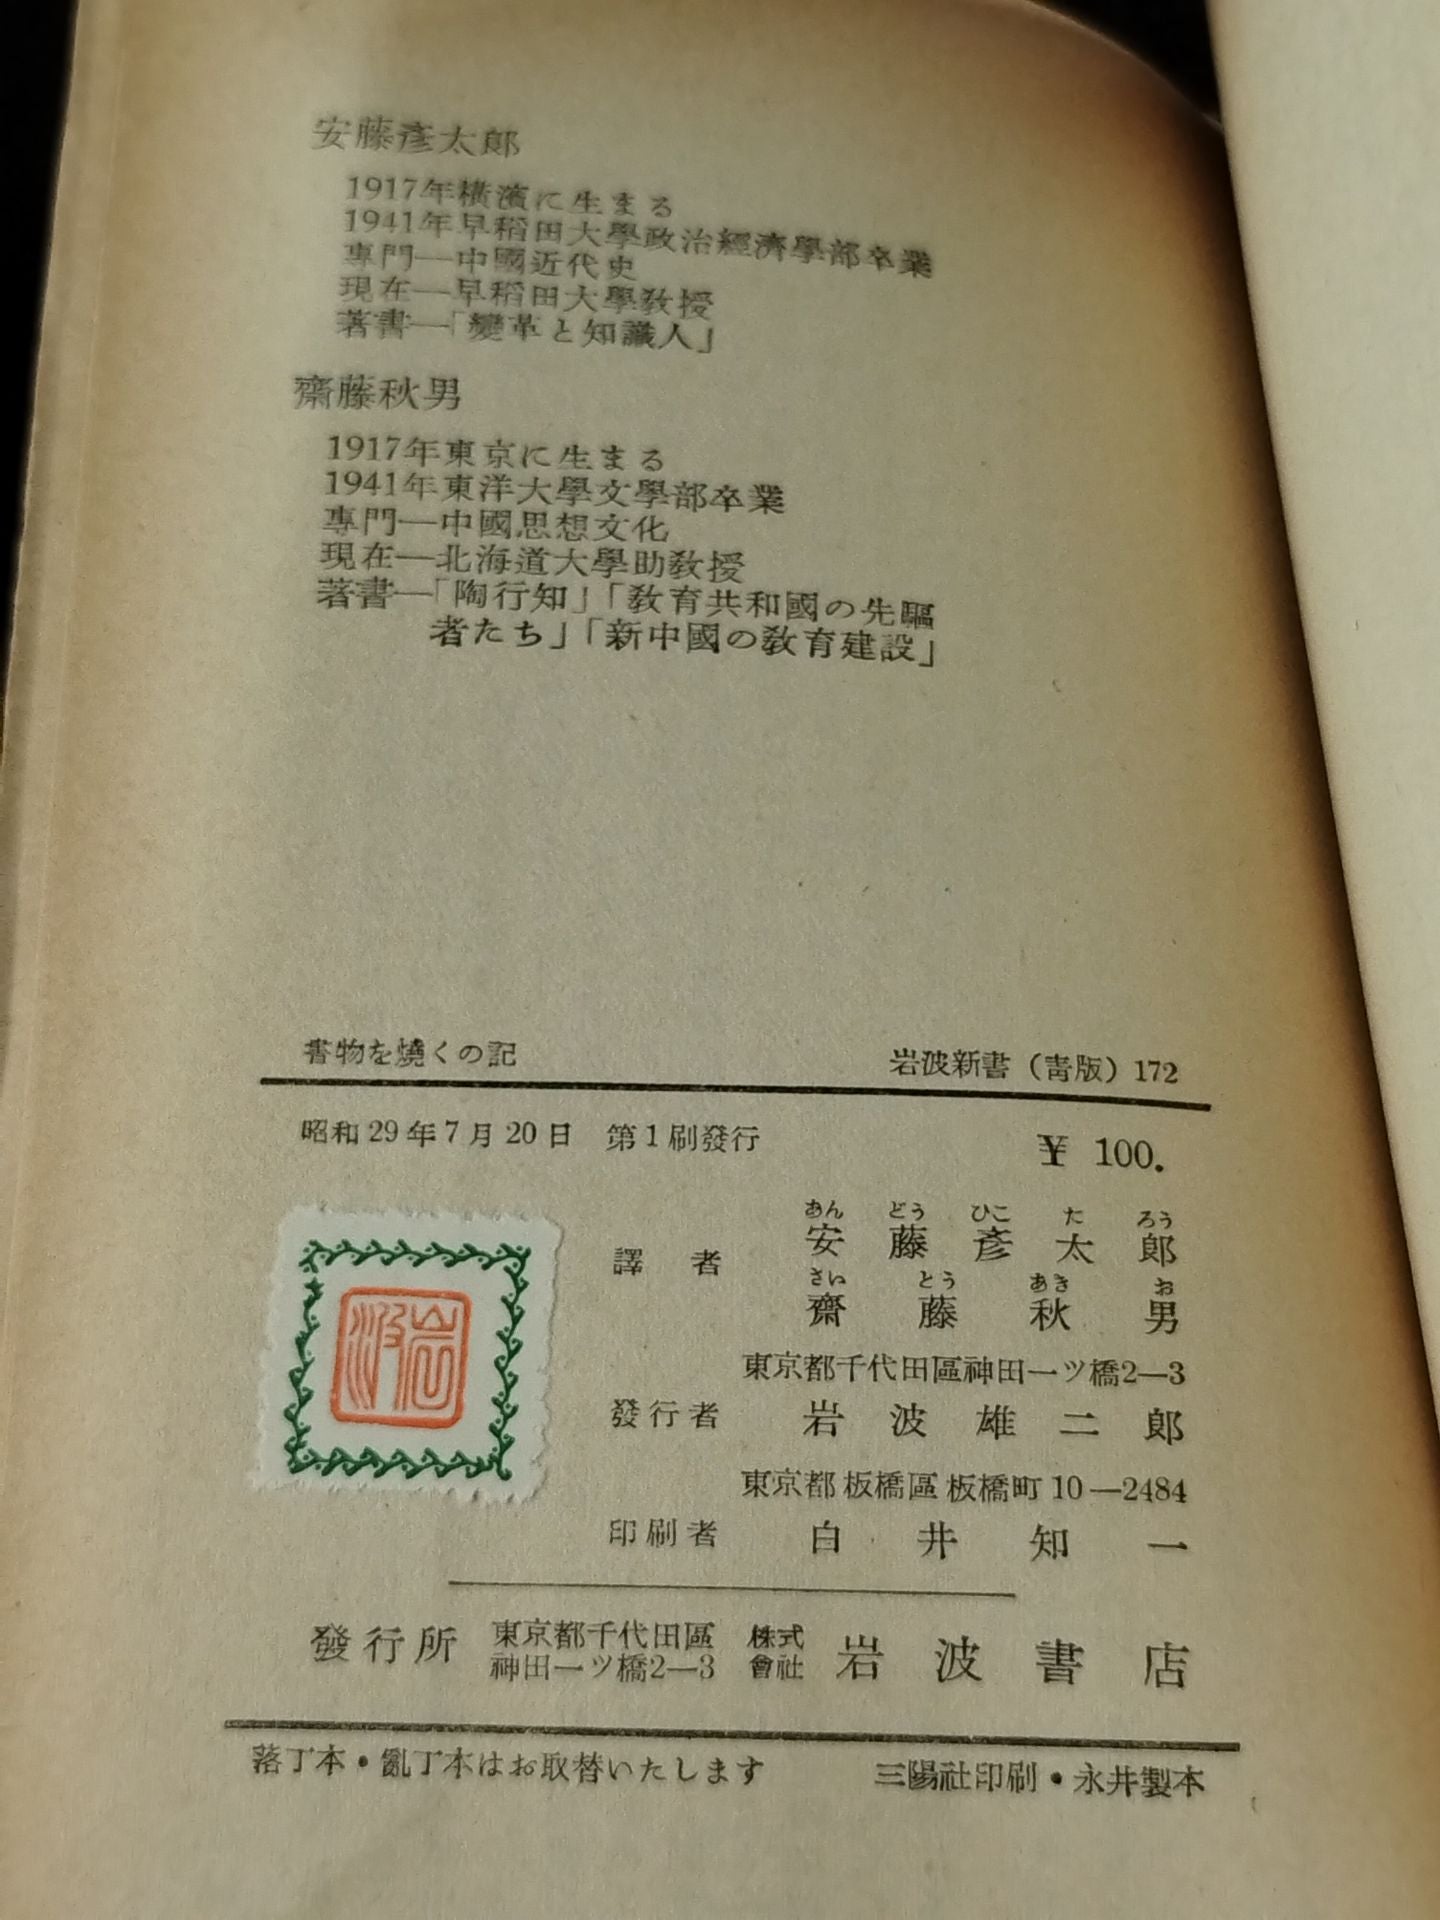 安藤彥太郎
1917年橫濱に生まる
1941年早稻田大學政治經濟學部卒業
專門—中國近代史
現在—早稻田大學敎授
著書—「變革と知識人」
齋藤秋男
1917年東京に生まる
1941年東洋大學文學部卒業
專門—中國思想文化
現在—北海道大學助敎授
著書—「陶行知」「敎育共和國の先驅
者たち」「新中國の敎育建設」
書物を燒くの記
岩波新書（靑版）172
昭和29年7月20日　第1刷發行
¥ 100.
あん どう ひこ た ろう
譯者 安藤彥太郎
さい とう あき お
齋藤秋男
東京都千代田區神田一ツ橋2—3
發行者 岩波雄二郎
東京都板橋區板橋町10—2484
印刷者 白井知一
岩波
發行所 東京都千代田區 株式 岩波書店
神田一ツ橋2—3 會社
落丁本・亂丁本はお取替いたします
三陽社印刷・永井製本